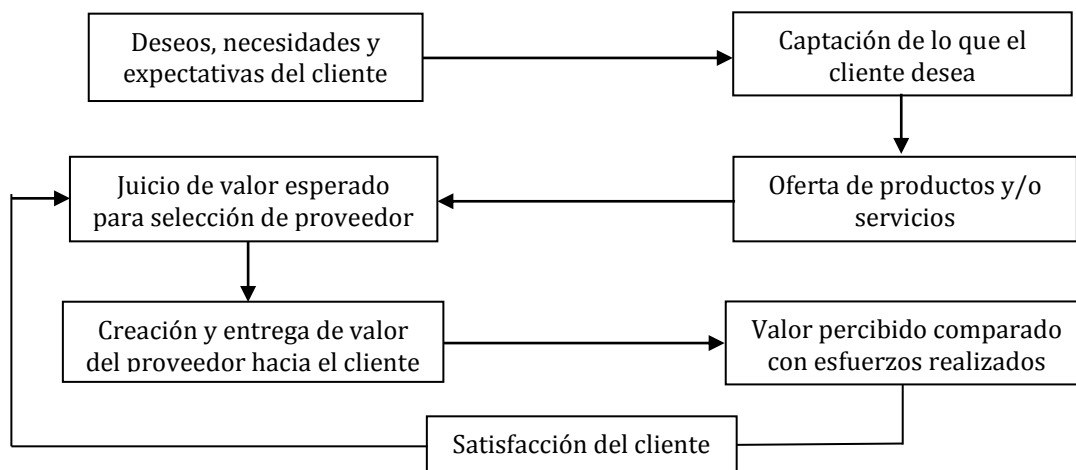 Deseos, necesidades y
expectativas del cliente
Captación de lo que el
cliente desea
Juicio de valor esperado
para selección de proveedor
Oferta de productos y/o
servicios
Creación y entrega de valor
del proveedor hacia el cliente
Valor percibido comparado
con esfuerzos realizados
Satisfacción del cliente